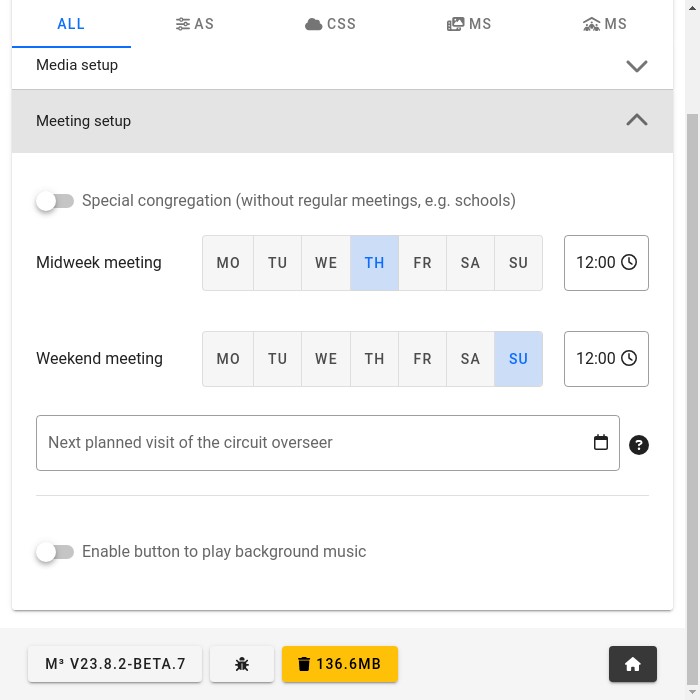 ALL AS CSS MS MS
Media setup
Meeting setup
Special congregation (without regular meetings, e.g. schools)
Midweek meeting MO TU WE TH FR SA SU 12:00
Weekend meeting MO TU WE TH FR SA SU 12:00
Next planned visit of the circuit overseer ?
Enable button to play background music
M³ V23.8.2-BETA.7 136.6MB